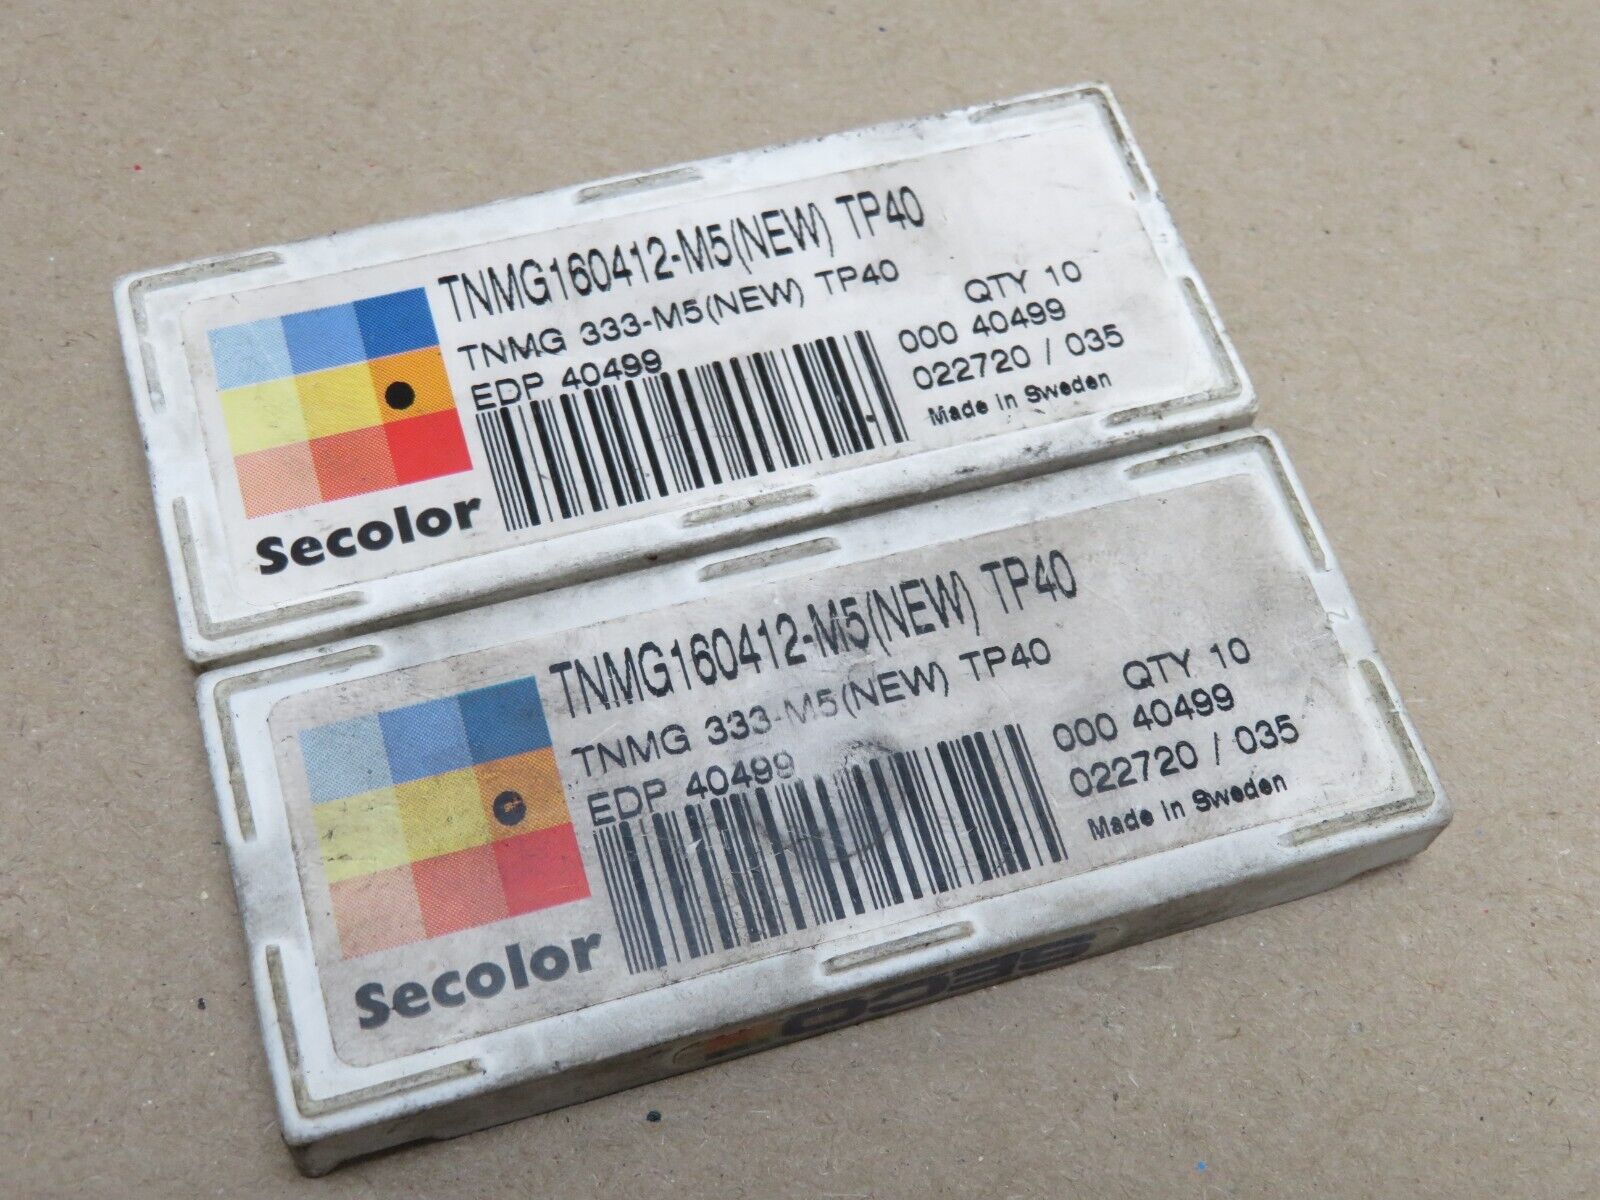 TNMG160412-M5(NEW) TP40
TNMG 333-M5(NEW) TP40
EDP 40499
QTY 10
000 40499
022720 / 035
Made in Sweden
Secolor
TNMG160412-M5(NEW) TP40
TNMG 333-M5(NEW) TP40
EDP 40499
QTY 10
000 40499
022720 / 035
Made in Sweden
Secolor
SECO